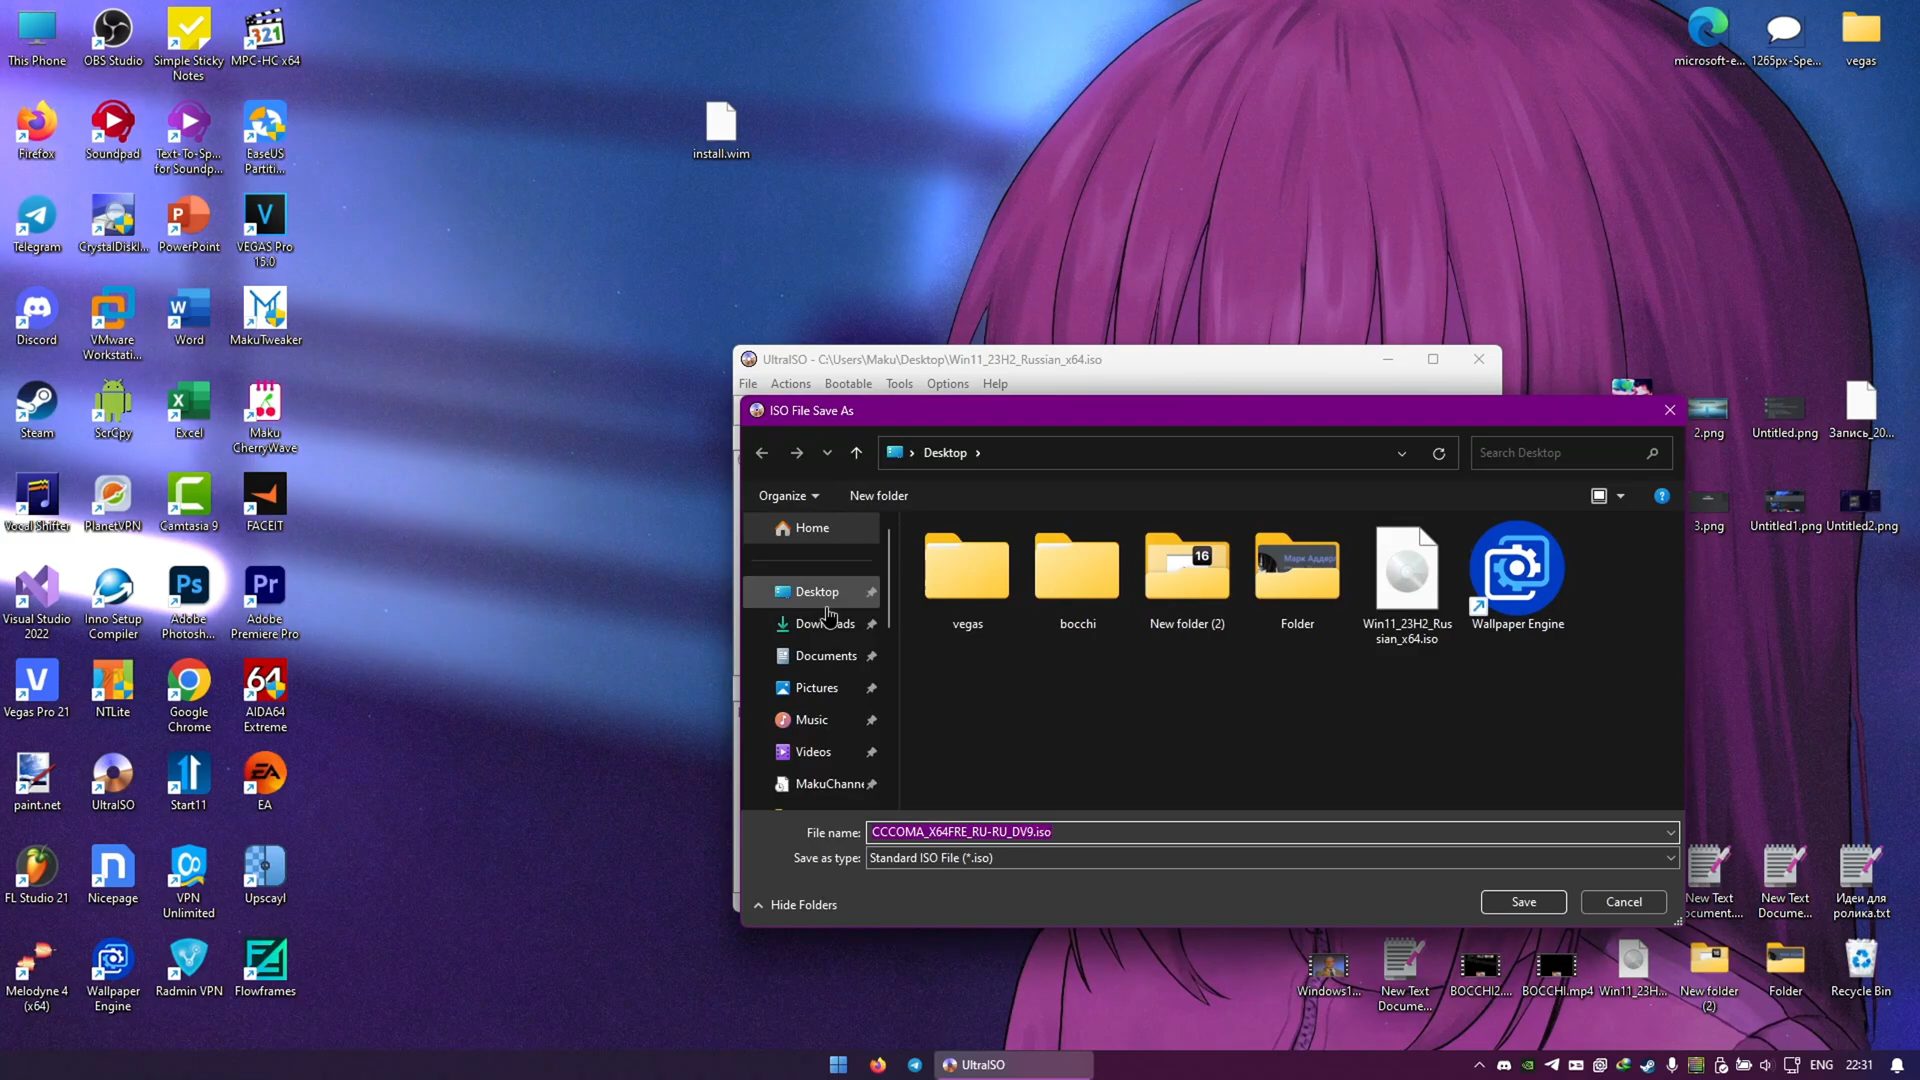 This Phone
OBS Studio
Simple Sticky
Notes
321
MPC-HC x64
microsoft-e...
1265px-Spe...
vegas
install.wim
Firefox
Soundpad
Text-To-Sp...
for Soundp...
EaseUS
Partiti...
Telegram
CrystalDiskI...
PowerPoint
VEGAS Pro
15.0
Discord
VMware
Workstati...
Word
MakuTweaker
Steam
ScrCpy
Excel
Maku
CherryWave
2.png
Untitled.png
Запись_20...
Vocal Shifter
PlanetVPN
Camtasia 9
FACEIT
3.png
Untitled1.png
Untitled2.png
Visual Studio
2022
Inno Setup
Compiler
Adobe
Photosh...
Adobe
Premiere Pro
Vegas Pro 21
NTLite
Google
Chrome
64
AIDA64
Extreme
paint.net
UltraISO
Start11
EA
FL Studio 21
Nicepage
VPN
Unlimited
Upscayl
Melodyne 4
(x64)
Wallpaper
Engine
Radmin VPN
Flowframes
UltraISO - C:\Users\Maku\Desktop\Win11_23H2_Russian_x64.iso
File Actions Bootable Tools Options Help
ISO File Save As
Desktop
Search Desktop
Organize
New folder
Home
Desktop
Downloads
Documents
Pictures
Music
Videos
MakuChanne
vegas
bocchi
16
New folder (2)
Марк Аддер
Folder
Win11_23H2_Rus
sian_x64.iso
Wallpaper Engine
File name: CCCOMA_X64FRE_RU-RU_DV9.iso
Save as type: Standard ISO File (*.iso)
Hide Folders
Save
Cancel
New Text
Document....
New Text
Docume...
Идеи для
ролика.txt
Windows1...
New Text
Docume...
BOCCHI2....
BOCCHI.mp4
Win11_23H...
New folder
(2)
Folder
Recycle Bin
UltraISO
ENG
22:31